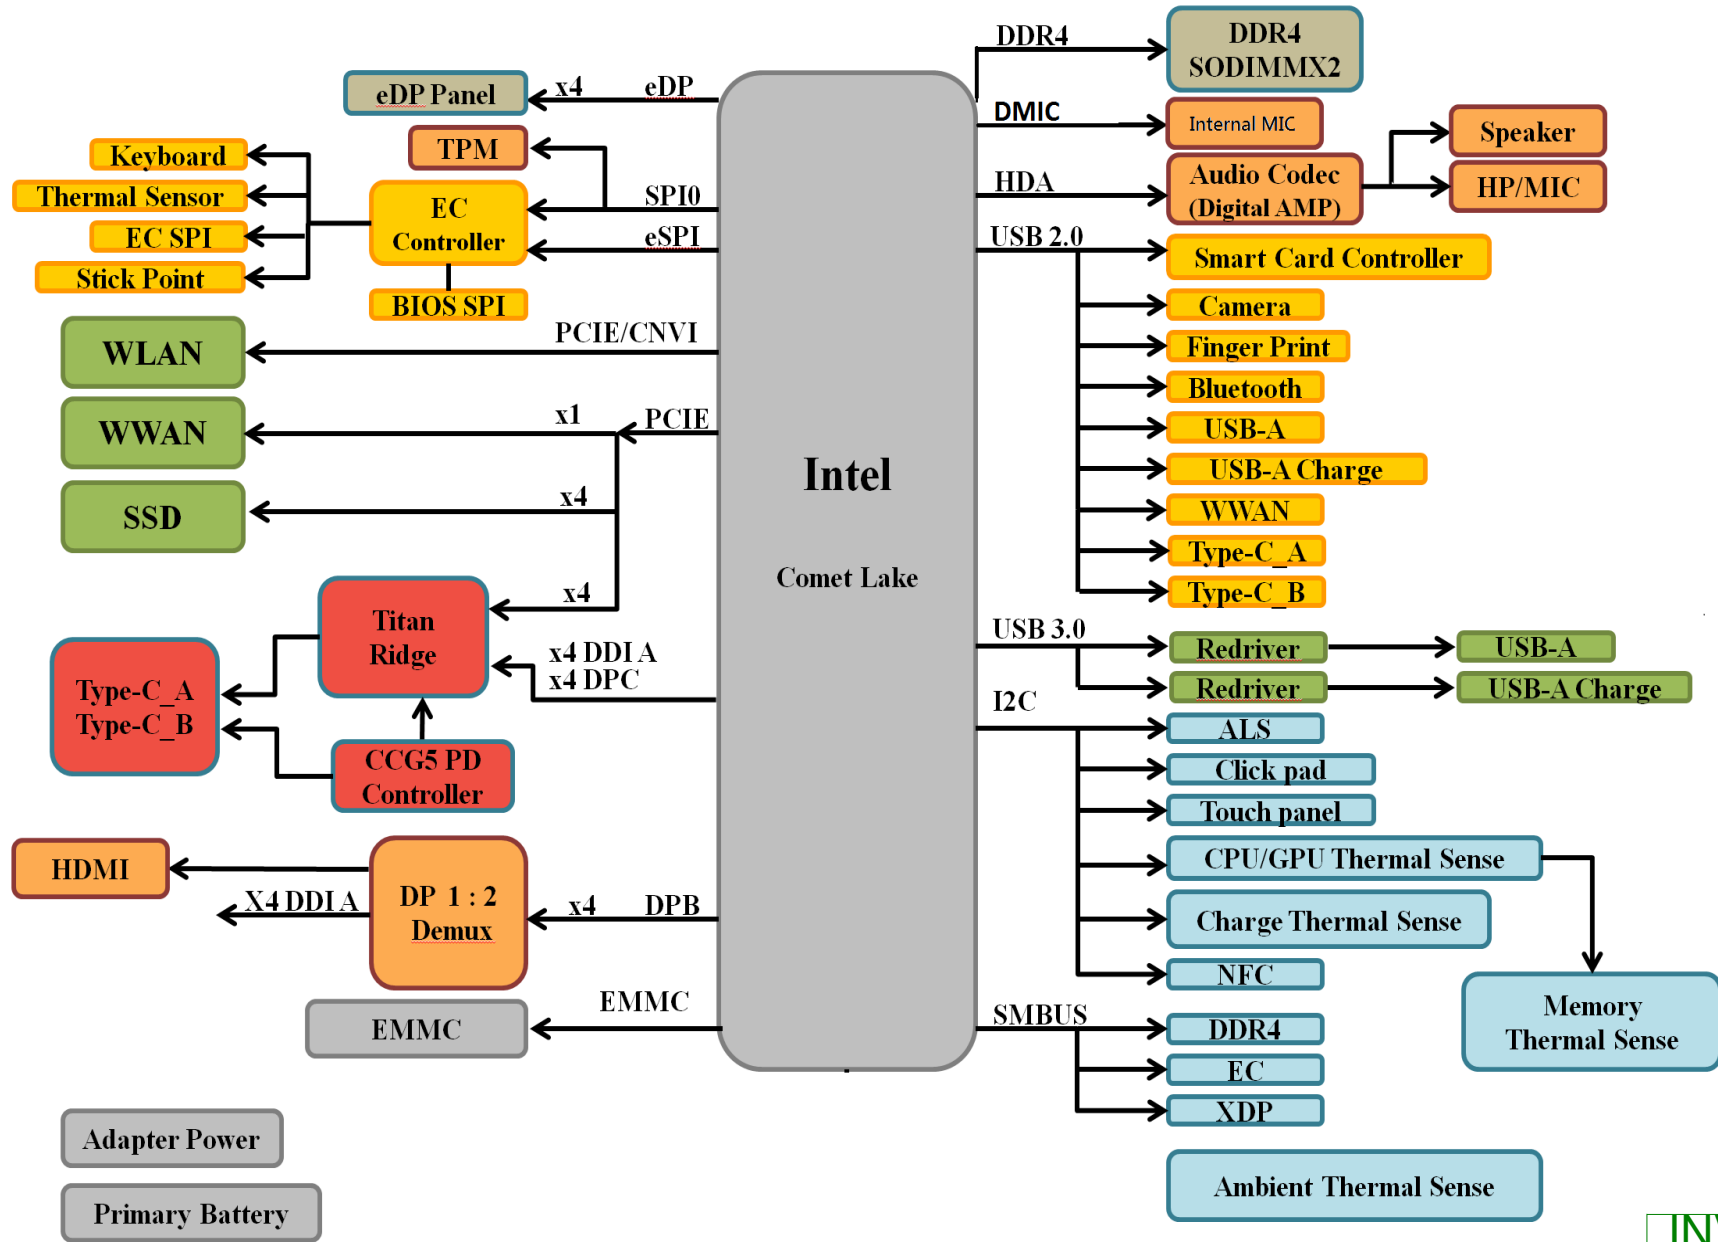 DDR4
DDR4
SODIMMX2
eDP Panel
x4
eDP
DMIC
Internal MIC
Speaker
TPM
Keyboard
HDA
Audio Codec
(Digital AMP)
HP/MIC
Thermal Sensor
EC
Controller
SPI0
EC SPI
eSPI
USB 2.0
Smart Card Controller
Stick Point
BIOS SPI
Camera
WLAN
PCIE/CNVI
Finger Print
Bluetooth
WWAN
x1
PCIE
USB-A
Intel
USB-A Charge
SSD
x4
WWAN
Type-C_A
Comet Lake
Type-C_B
x4
Titan
Ridge
USB 3.0
Redriver
USB-A
x4 DDI A
x4 DPC
Type-C_A
Type-C_B
Redriver
USB-A Charge
I2C
ALS
CCG5 PD
Controller
Click pad
Touch panel
HDMI
CPU/GPU Thermal Sense
X4 DDI A
DP 1 : 2
Demux
x4
DPB
Charge Thermal Sense
NFC
EMMC
EMMC
SMBUS
DDR4
Memory
Thermal Sense
EC
XDP
Adapter Power
Ambient Thermal Sense
Primary Battery